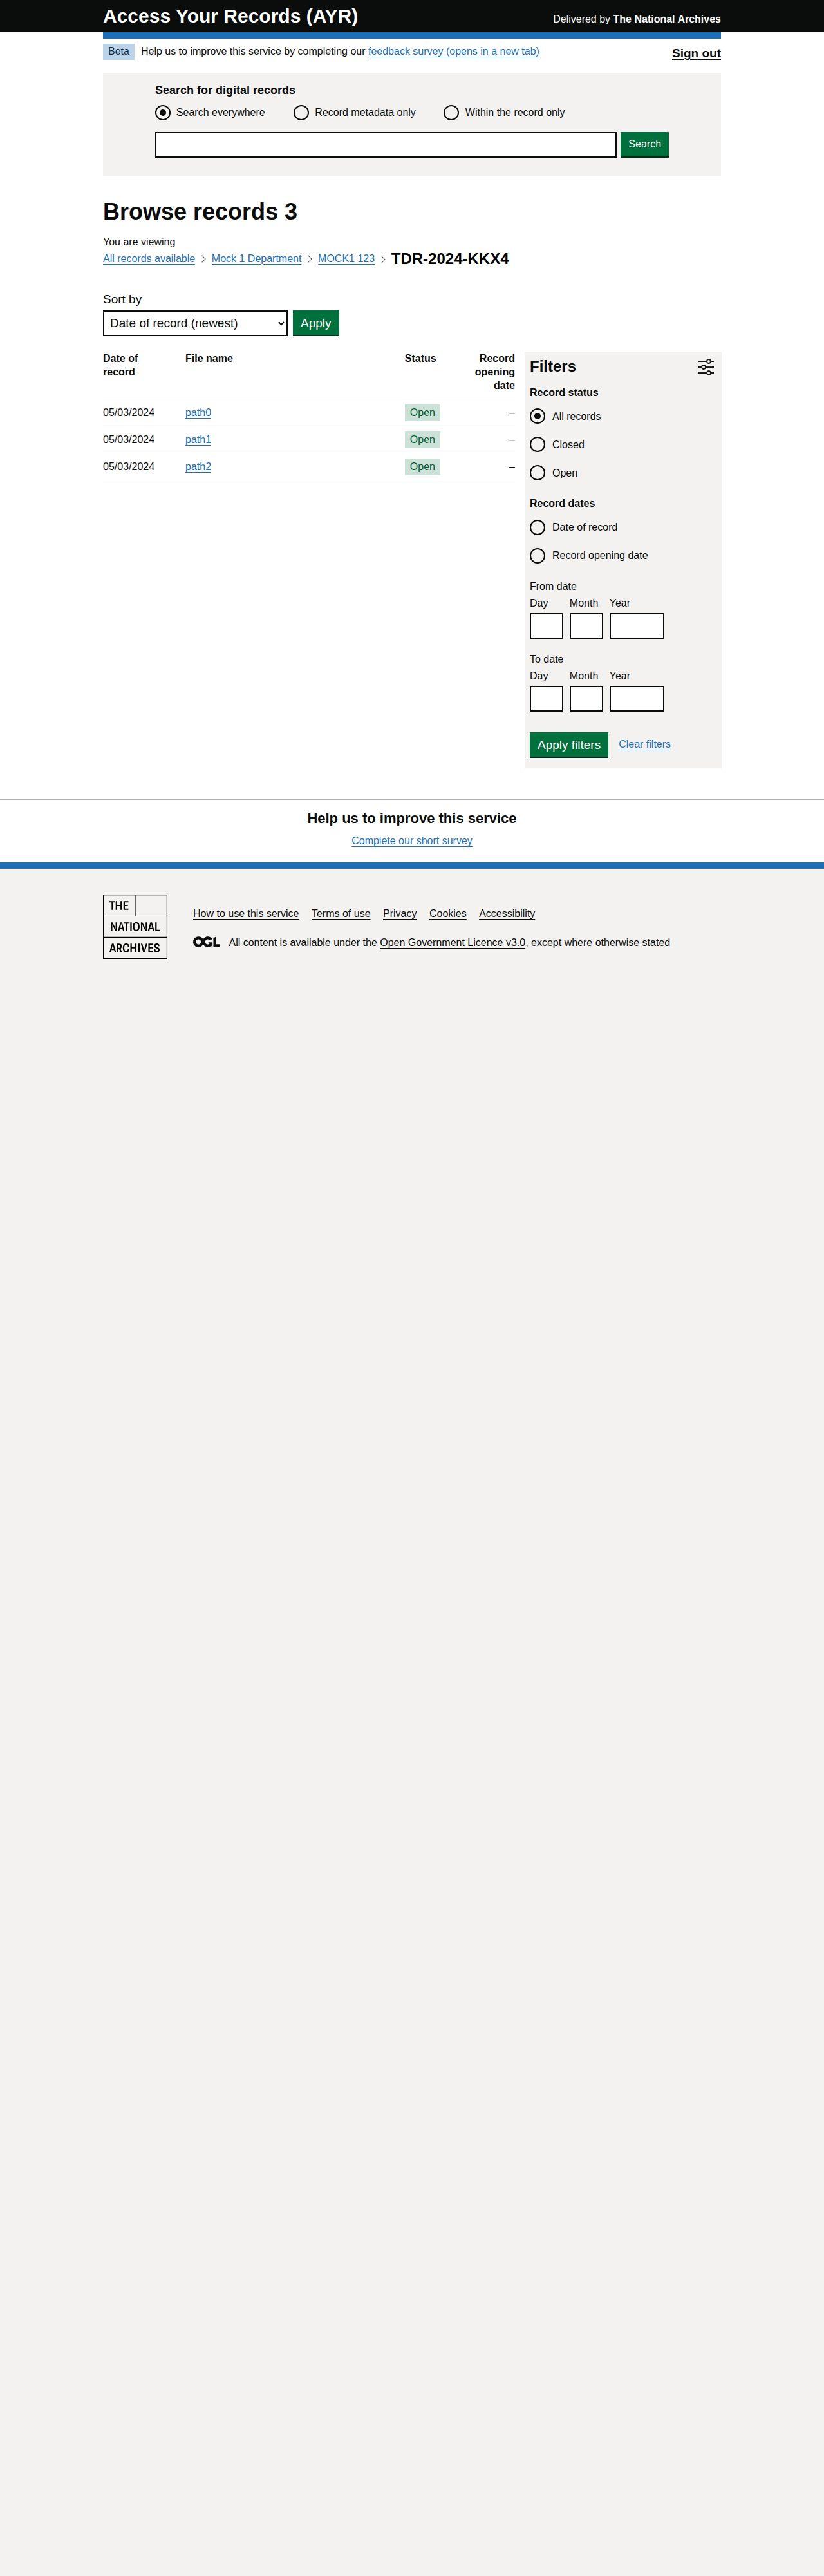 Access Your Records (AYR)
Delivered by The National Archives
Beta
Help us to improve this service by completing our feedback survey (opens in a new tab)
Sign out
Search for digital records
Search everywhere
Record metadata only
Within the record only
Search
Browse records 3
You are viewing
All records available
Mock 1 Department
MOCK1 123
TDR-2024-KKX4
Sort by
Date of record (newest)
Apply
Date of record
File name
Status
Record opening date
05/03/2024 path0 Open –
05/03/2024 path1 Open –
05/03/2024 path2 Open –
Filters
Record status
All records
Closed
Open
Record dates
Date of record
Record opening date
From date
Day Month Year
To date
Day Month Year
Apply filters
Clear filters
Help us to improve this service
Complete our short survey
THE
NATIONAL
ARCHIVES
How to use this service
Terms of use
Privacy
Cookies
Accessibility
OGL
All content is available under the Open Government Licence v3.0, except where otherwise stated